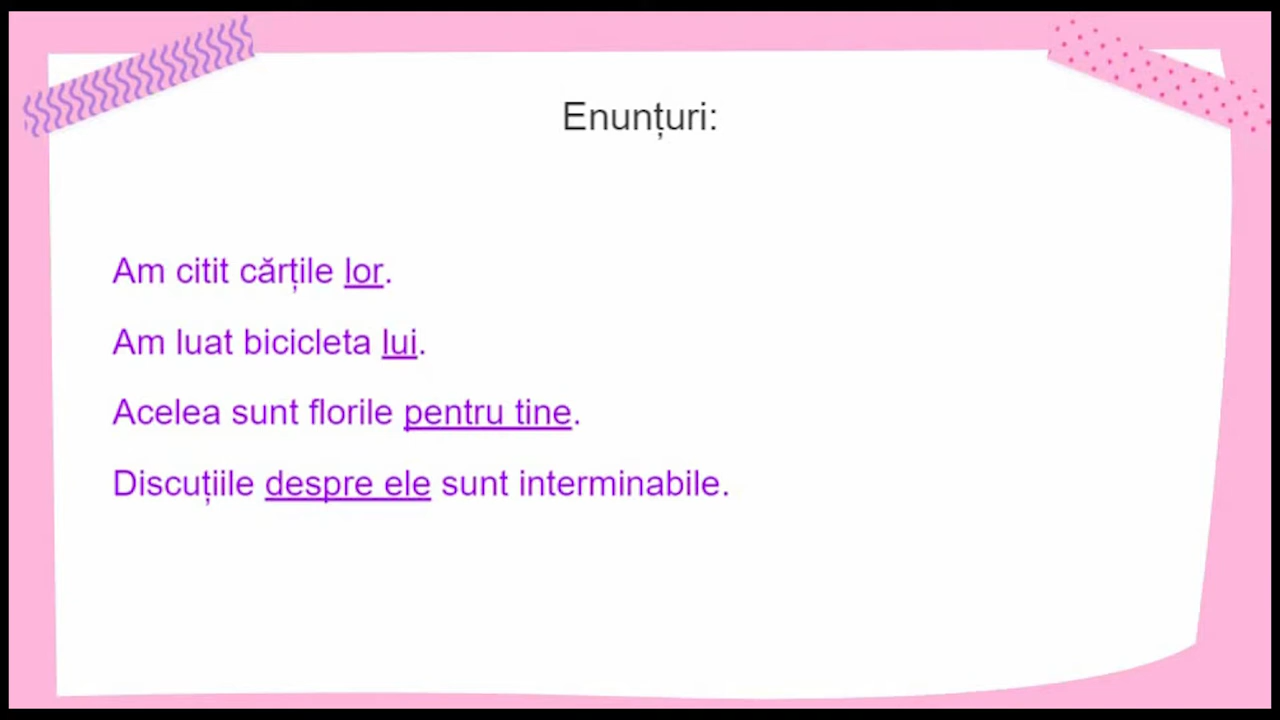 Enunțuri:
Am citit cărțile lor.
Am luat bicicleta lui.
Acelea sunt florile pentru tine.
Discuțiile despre ele sunt interminabile.